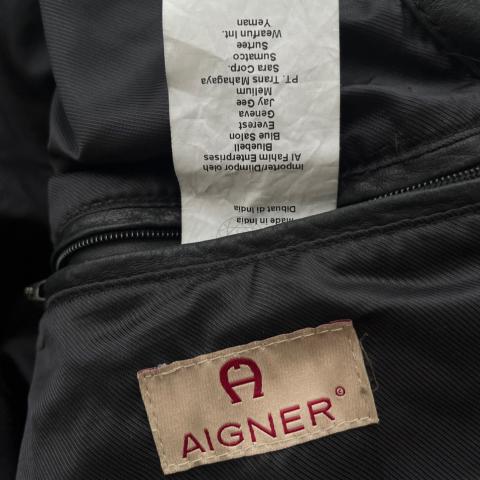 made in India
Dibuat di India
Importer/Diimpor oleh
Al Fahim Enterprises
Bluebell
Blue Salon
Everest
Geneva
Jay Gee
Melium
PT. Trans Mahagaya
Sara Corp.
Sumatco
Surtee
Wearfun Int.
Yeman
AIGNER